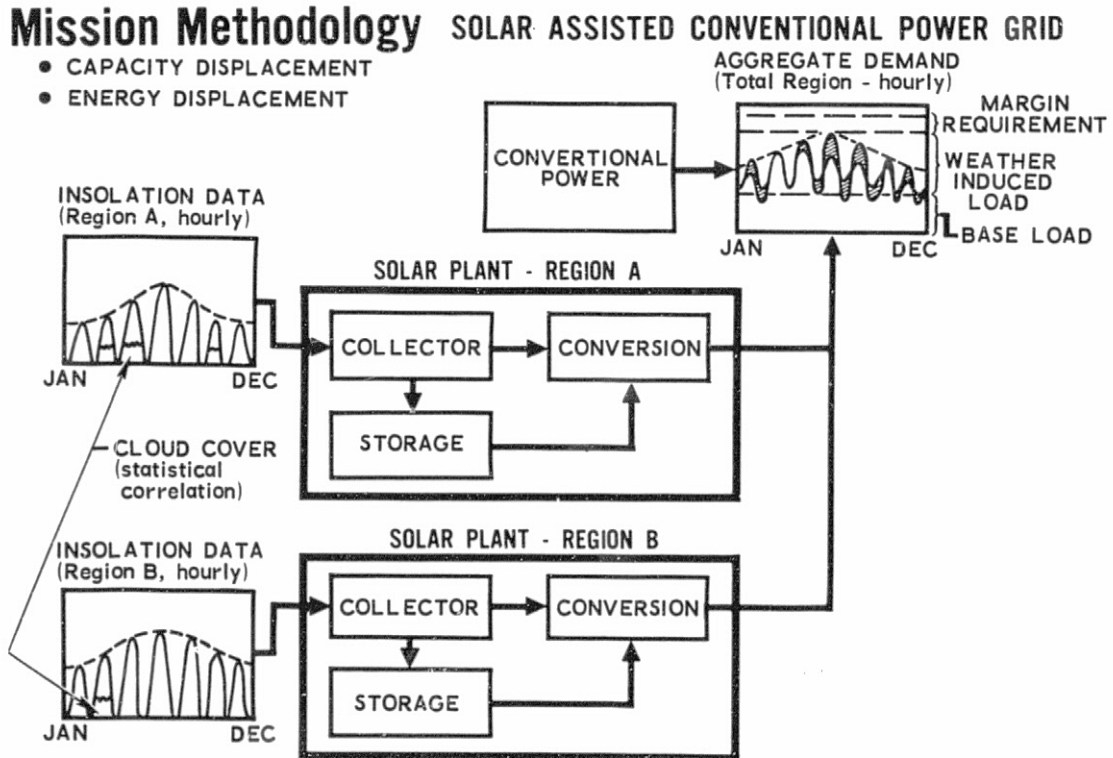 Mission Methodology
SOLAR ASSISTED CONVENTIONAL POWER GRID
• CAPACITY DISPLACEMENT
• ENERGY DISPLACEMENT
AGGREGATE DEMAND
(Total Region - hourly)
CONVERTIONAL
POWER
MARGIN
REQUIREMENT
WEATHER
INDUCED
LOAD
BASE LOAD
JAN
DEC
INSOLATION DATA
(Region A, hourly)
JAN
DEC
SOLAR PLANT - REGION A
COLLECTOR
CONVERSION
STORAGE
CLOUD COVER
(statistical
correlation)
INSOLATION DATA
(Region B, hourly)
JAN
DEC
SOLAR PLANT - REGION B
COLLECTOR
CONVERSION
STORAGE